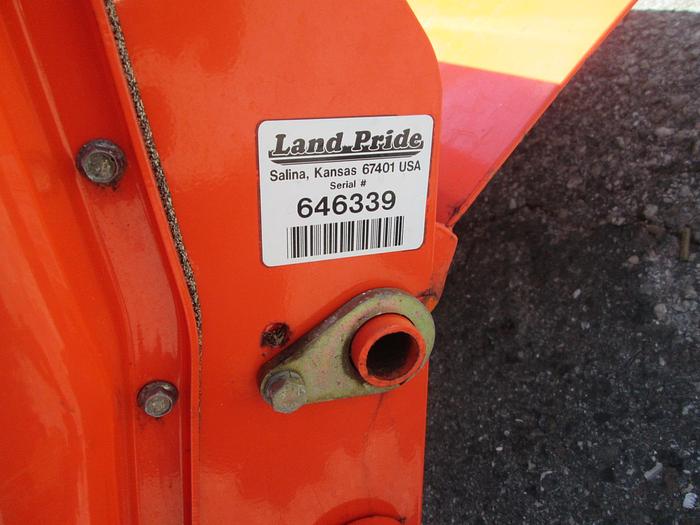 Land Pride
Salina, Kansas 67401 USA
Serial #
646339